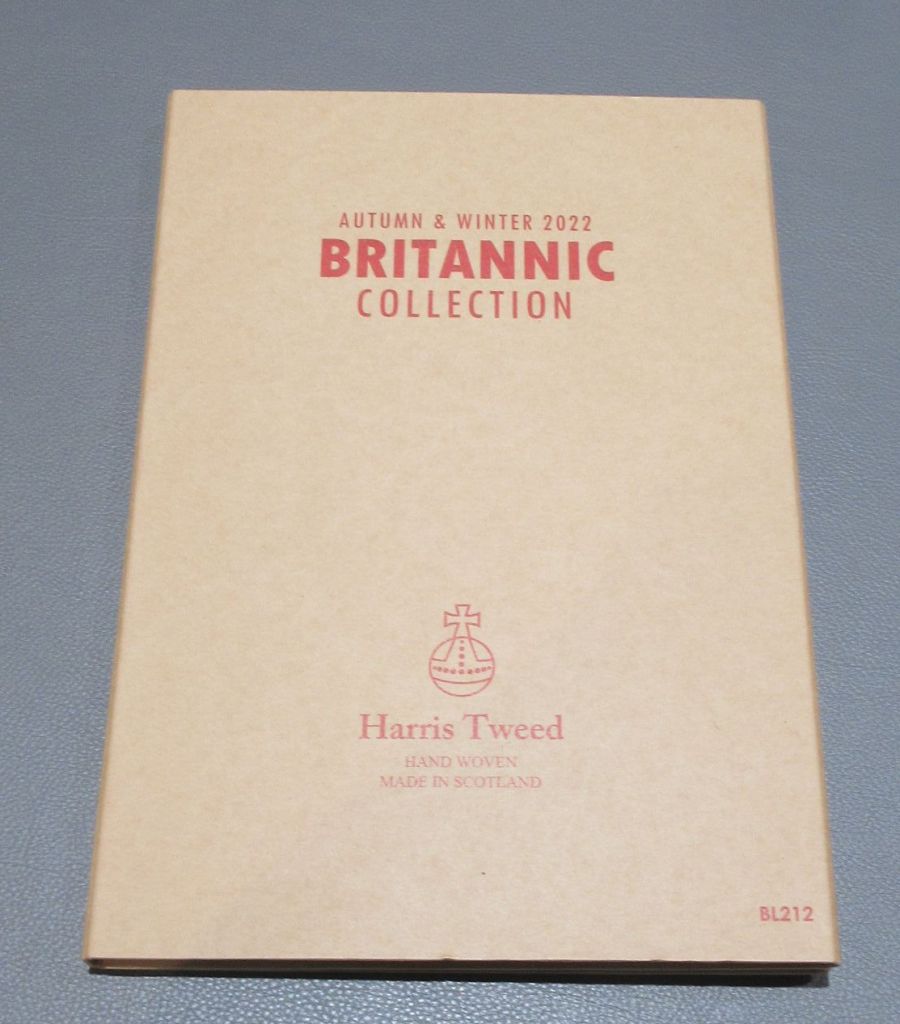 AUTUMN & WINTER 2022
BRITANNIC
COLLECTION
Harris Tweed
HAND WOVEN
MADE IN SCOTLAND
BL212